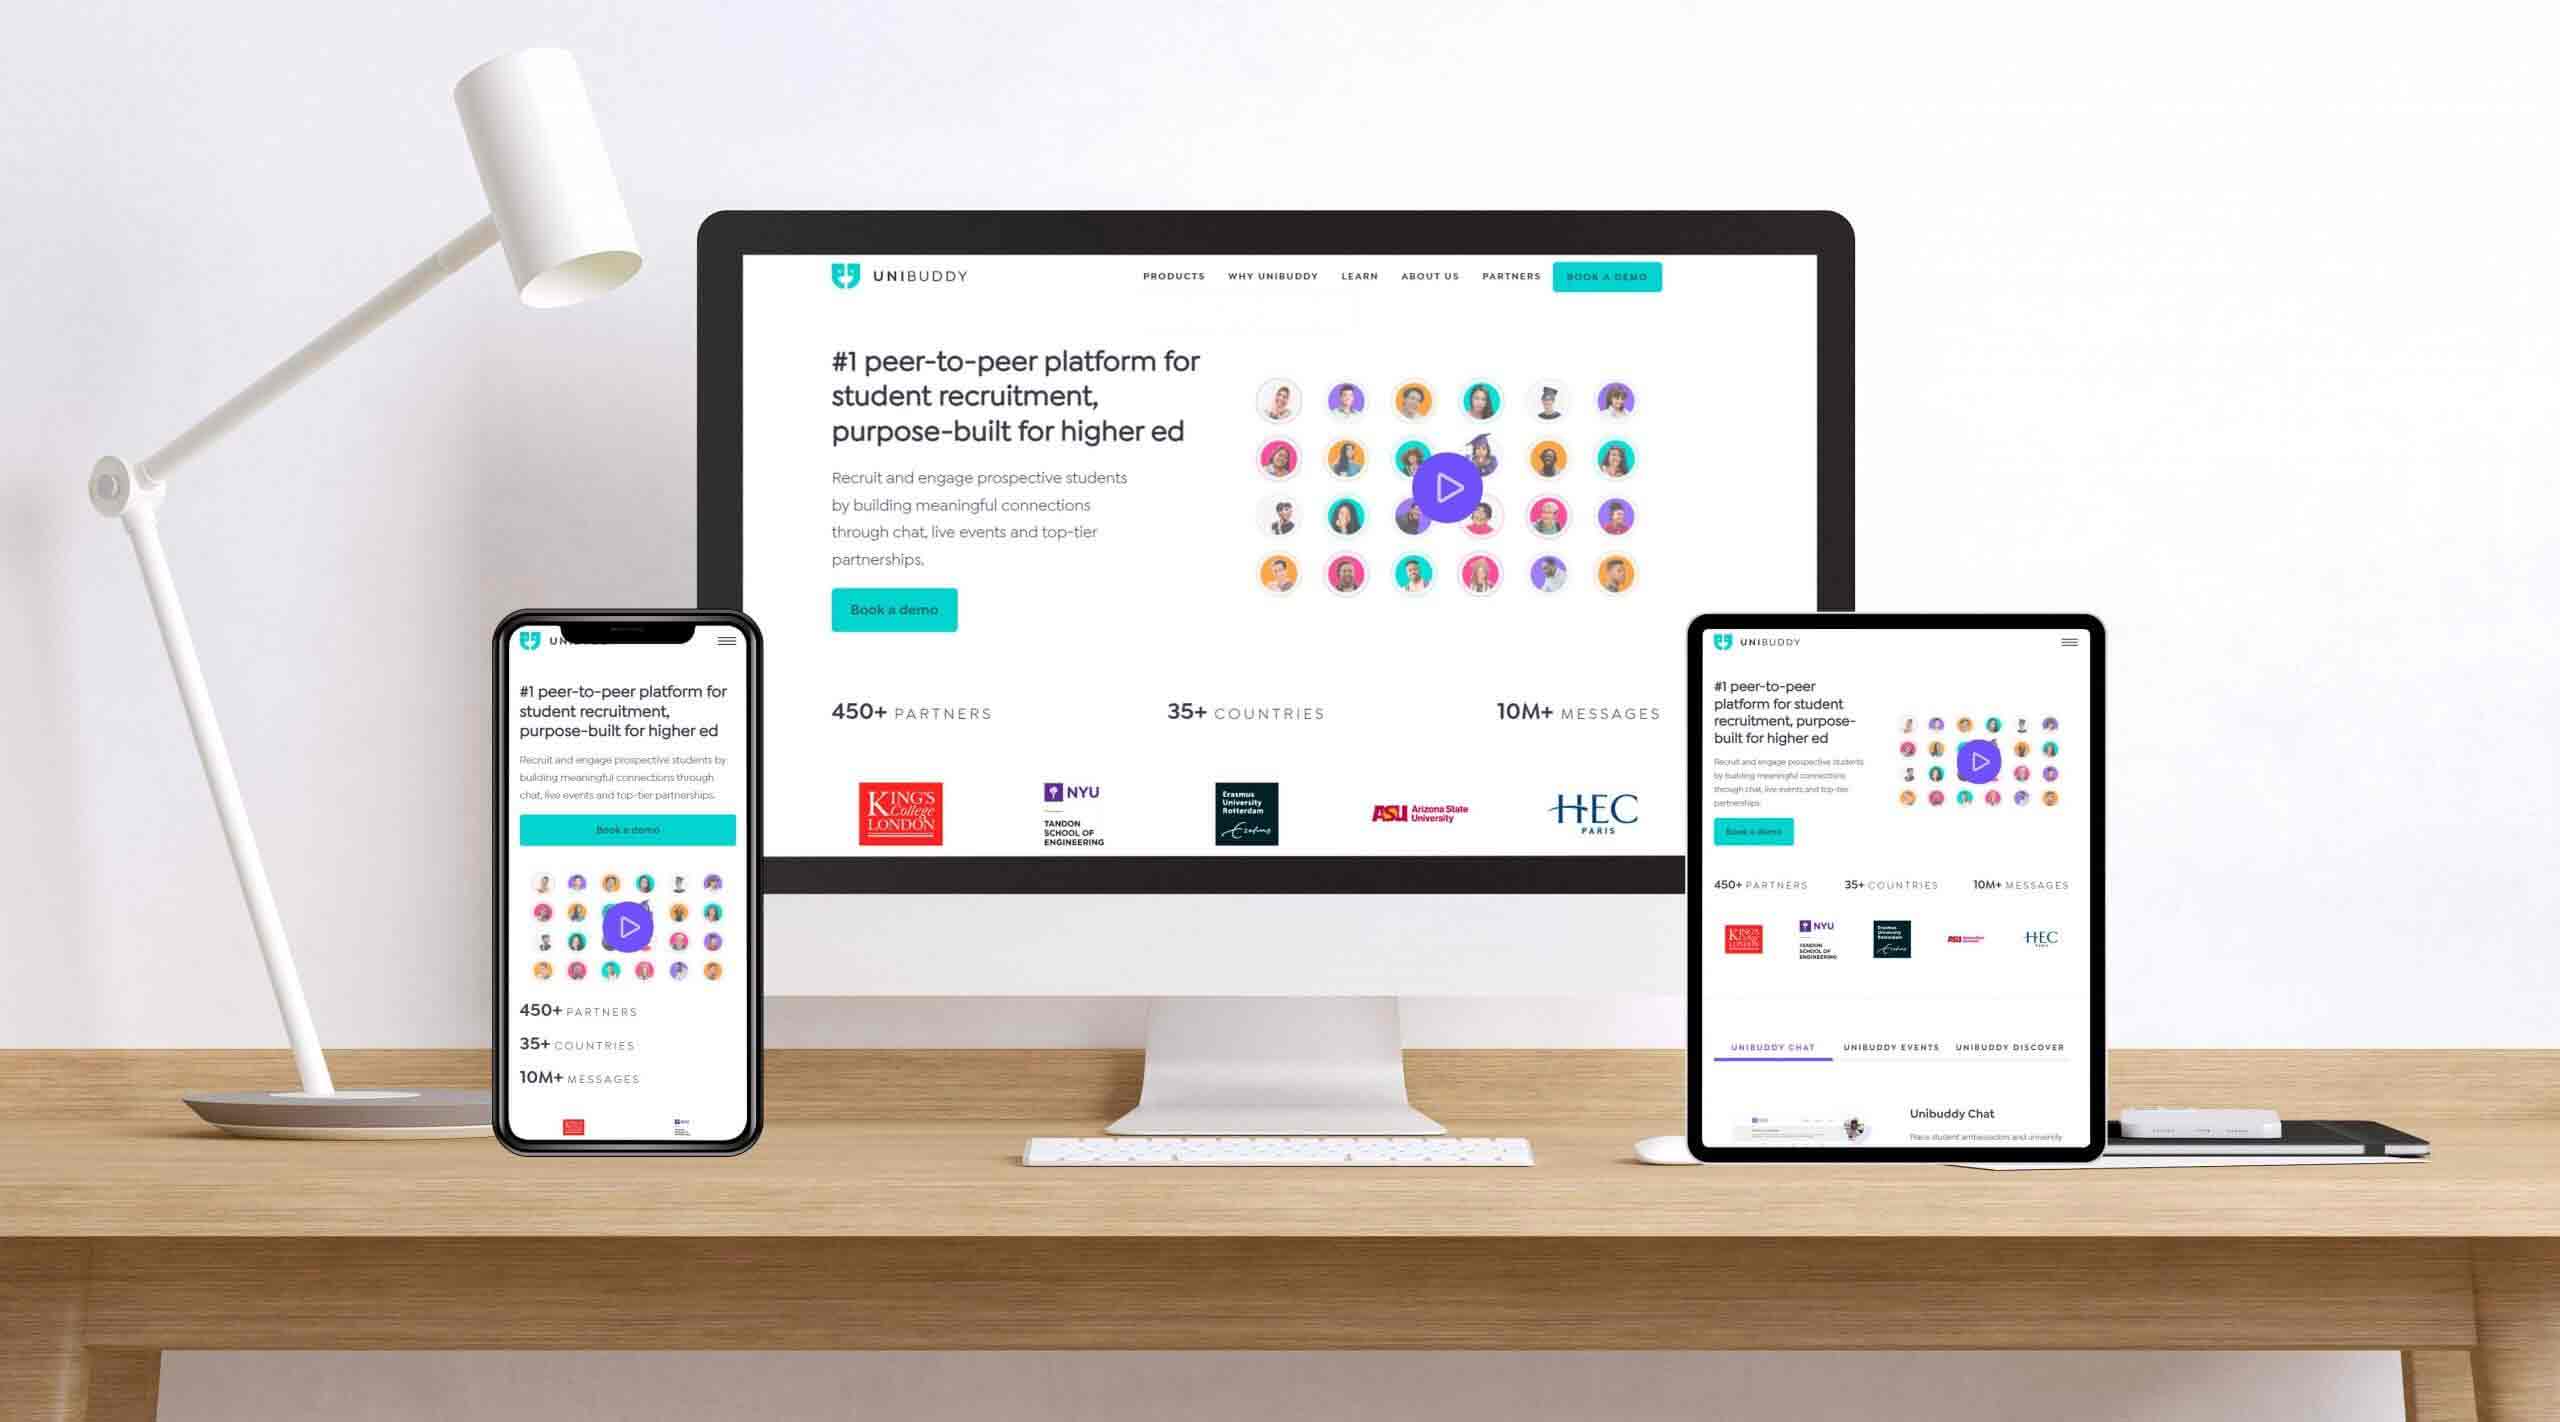 UNIBUDDY
PRODUCTS WHY UNIBUDDY LEARN ABOUT US PARTNERS BOOK A DEMO
#1 peer-to-peer platform for
student recruitment,
purpose-built for higher ed
Recruit and engage prospective students
by building meaningful connections
through chat, live events and top-tier
partnerships.
Book a demo
450+ PARTNERS
35+ COUNTRIES
10M+ MESSAGES
KING'S
College
LONDON
NYU
TANDON
SCHOOL OF
ENGINEERING
Erasmus
University
Rotterdam
Erasmus
ASU Arizona State
University
HEC
PARIS
#1 peer-to-peer platform for
student recruitment,
purpose-built for higher ed
Recruit and engage prospective students by
building meaningful connections through
chat, live events and top-tier partnerships.
Book a demo
450+ PARTNERS
35+ COUNTRIES
10M+ MESSAGES
UNIBUDDY
#1 peer-to-peer
platform for student
recruitment, purpose-
built for higher ed
Recruit and engage prospective students
by building meaningful connections
through chat, live events and top-tier
partnerships.
Book a demo
450+ PARTNERS
35+ COUNTRIES
10M+ MESSAGES
KING'S
College
LONDON
NYU
TANDON
SCHOOL OF
ENGINEERING
Erasmus
University
Rotterdam
Erasmus
ASU
HEC
PARIS
UNIBUDDY CHAT UNIBUDDY EVENTS UNIBUDDY DISCOVER
Unibuddy Chat
Place student ambassadors and university